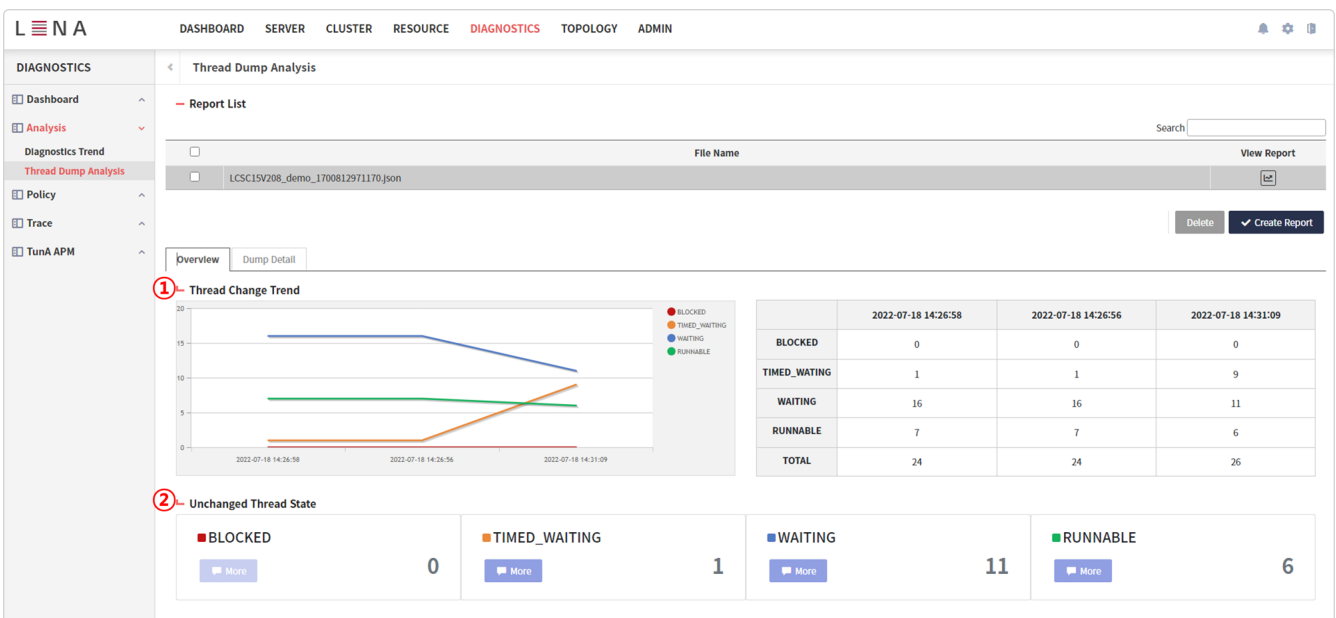 LENA
DASHBOARD SERVER CLUSTER RESOURCE DIAGNOSTICS TOPOLOGY ADMIN
DIAGNOSTICS
Dashboard
Analysis
Diagnostics Trend
Thread Dump Analysis
Policy
Trace
TunA APM
Thread Dump Analysis
Report List
Search
File Name View Report
LCSC15V208_demo_1700812971170.json
Delete Create Report
Overview Dump Detail
① Thread Change Trend
20
15
10
5
0
2022-07-18 14:26:58 2022-07-18 14:26:56 2022-07-18 14:31:09
BLOCKED
TIMED_WAITING
WAITING
RUNNABLE
2022-07-18 14:26:58 2022-07-18 14:26:56 2022-07-18 14:31:09
BLOCKED 0 0 0
TIMED_WATING 1 1 9
WAITING 16 16 11
RUNNABLE 7 7 6
TOTAL 24 24 26
② Unchanged Thread State
BLOCKED TIMED_WAITING WAITING RUNNABLE
More 0 More 1 More 11 More 6